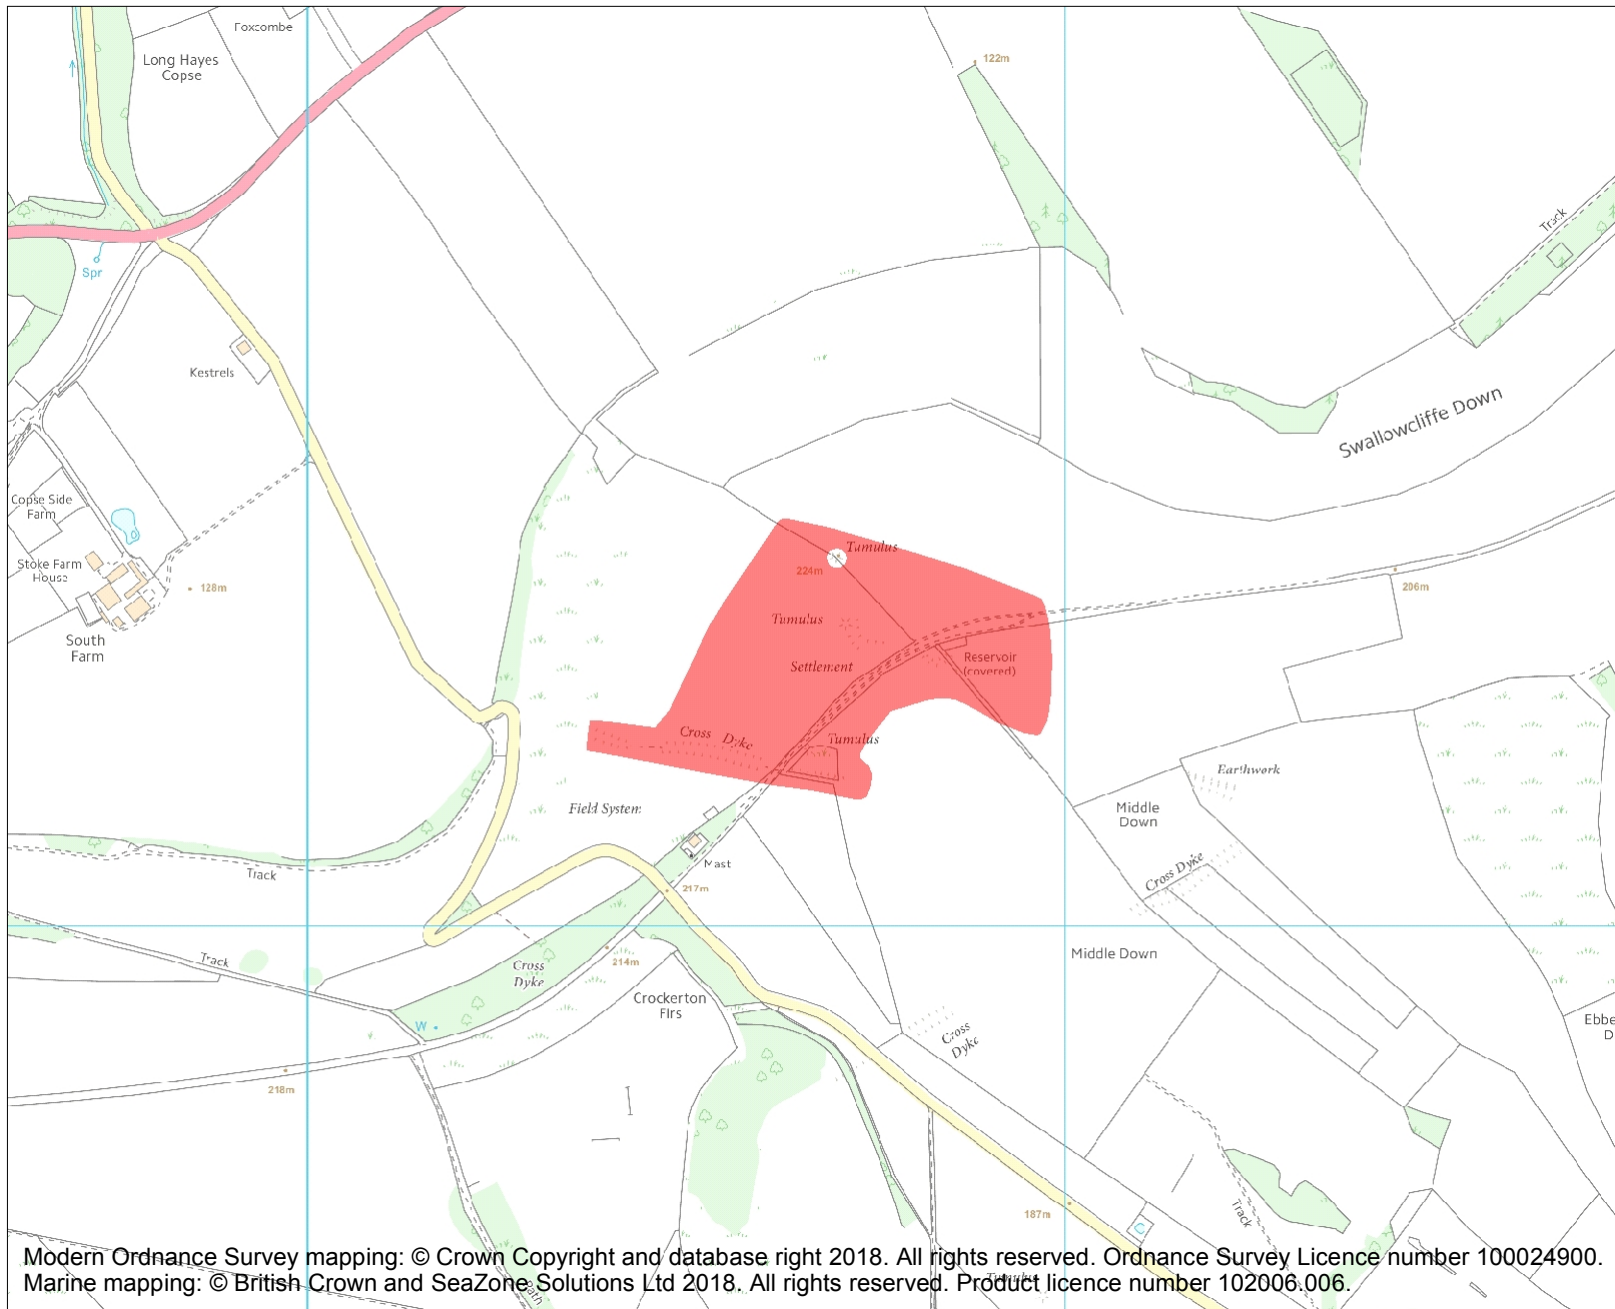 Foxcombe
Long Hayes
Copse
122m
Track
Spr
Kestrels
Swallowcliffe Down
Copse Side
Farm
Stoke Farm
House
128m
South
Farm
Tumulus
224m
206m
Tumulus
Settlement
Reservoir
(covered)
Cross Dyke
Tumulus
Earthwork
Middle
Down
Field System
Mast
Track
Cross Dyke
217m
Track
Cross
Dyke
214m
Middle Down
Crockerton
Firs
W
Cross
Dyke
Ebbe
D
218m
187m
Track
Tumulus
Path
Modern Ordnance Survey mapping: © Crown Copyright and database right 2018. All rights reserved. Ordnance Survey Licence number 100024900.
Marine mapping: © British Crown and SeaZone Solutions Ltd 2018. All rights reserved. Product licence number 102006.006.